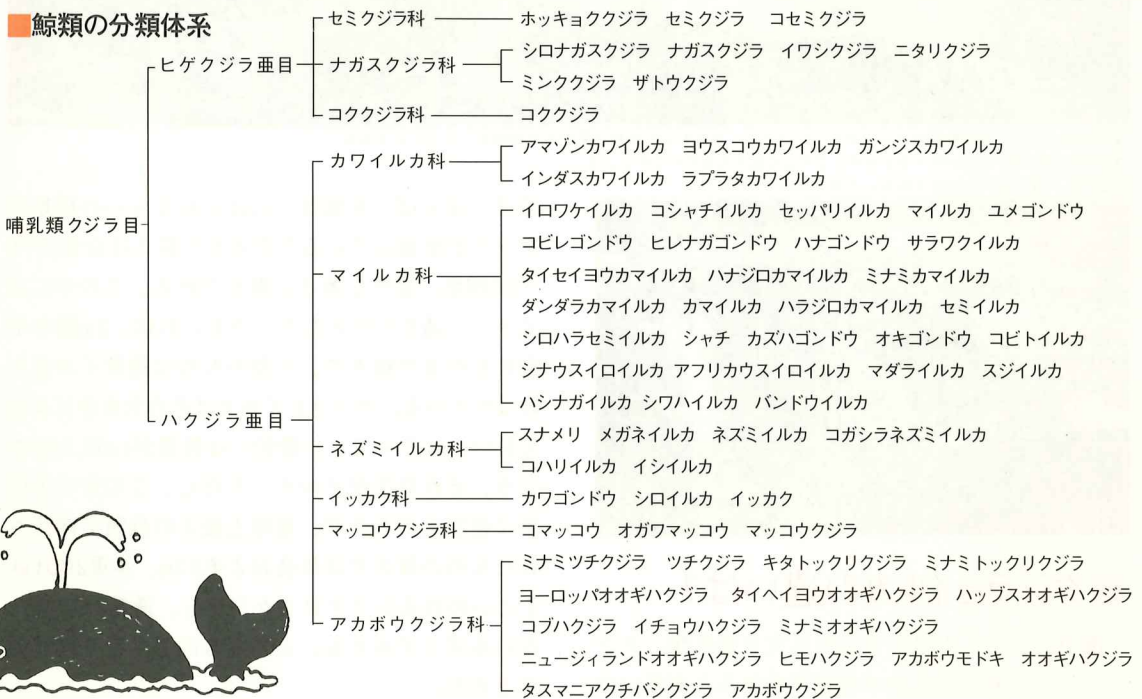 鯨類の分類体系
哺乳類クジラ目
ヒゲクジラ亜目
セミクジラ科
ホッキョククジラ セミクジラ コセミクジラ
ナガスクジラ科
シロナガスクジラ ナガスクジラ イワシクジラ ニタリクジラ
ミンククジラ ザトウクジラ
コククジラ科
コククジラ
ハクジラ亜目
カワイルカ科
アマゾンカワイルカ ヨウスコウカワイルカ ガンジスカワイルカ
インダスカワイルカ ラプラタカワイルカ
マイルカ科
イロワケイルカ コシャチイルカ セッパリイルカ マイルカ ユメゴンドウ
コビレゴンドウ ヒレナガゴンドウ ハナゴンドウ サラワクイルカ
タイセイヨウカマイルカ ハナジロカマイルカ ミナミカマイルカ
ダンダラカマイルカ カマイルカ ハラジロカマイルカ セミイルカ
シロハラセミイルカ シャチ カズハゴンドウ オキゴンドウ コビトイルカ
シナウスイロイルカ アフリカウスイロイルカ マダライルカ スジイルカ
ハシナガイルカ シワハイルカ バンドウイルカ
ネズミイルカ科
スナメリ メガネイルカ ネズミイルカ コガシラネズミイルカ
コハリイルカ イシイルカ
イッカク科
カワゴンドウ シロイルカ イッカク
マッコウクジラ科
コマッコウ オガワマッコウ マッコウクジラ
アカボウクジラ科
ミナミツチクジラ ツチクジラ キタトックリクジラ ミナミトックリクジラ
ヨーロッパオオギハクジラ タイヘイヨウオオギハクジラ ハッブスオオギハクジラ
コブハクジラ イチョウハクジラ ミナミオオギハクジラ
ニュージィランドオオギハクジラ ヒモハクジラ アカボウモドキ オオギハクジラ
タスマニアクチバシクジラ アカボウクジラ